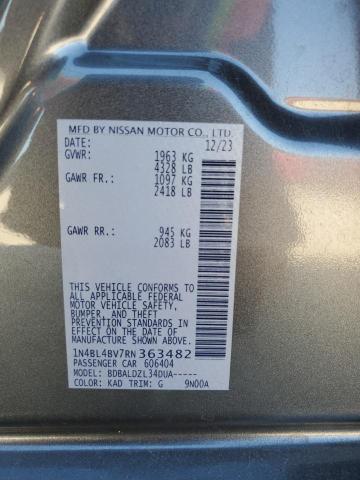 MFD BY NISSAN MOTOR CO., LTD.
DATE: 12/23
GVWR: 1963 KG
4328 LB
GAWR FR.: 1097 KG
2418 LB
GAWR RR.: 945 KG
2083 LB
THIS VEHICLE CONFORMS TO ALL
APPLICABLE FEDERAL MOTOR VEHICLE SAFETY,
BUMPER, AND THEFT PREVENTION
STANDARDS IN EFFECT ON THE DATE OF
MANUFACTURE SHOWN ABOVE.
1N4BL4BV7RN363482
PASSENGER CAR 606404
MODEL: BDBALDZL34DUA-----
COLOR: KAD TRIM: G 9N00A